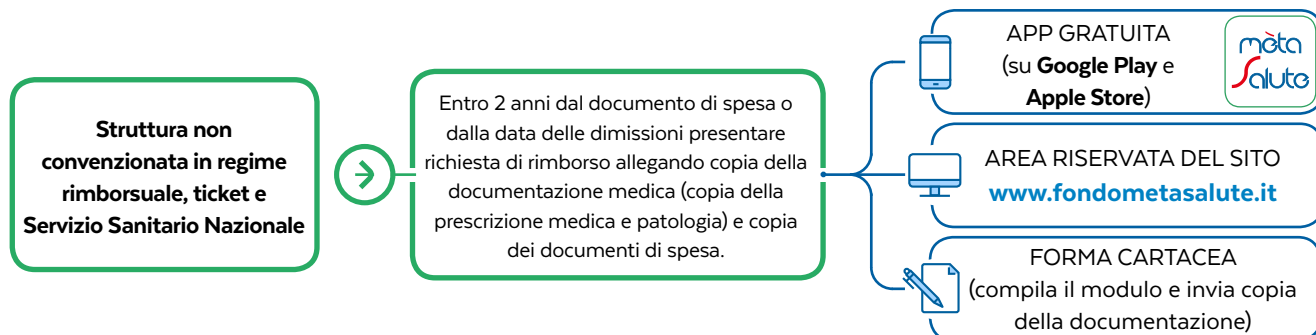 Struttura non
convenzionata in regime
rimborsuale, ticket e
Servizio Sanitario Nazionale
Entro 2 anni dal documento di spesa o
dalla data delle dimissioni presentare
richiesta di rimborso allegando copia della
documentazione medica (copia della
prescrizione medica e patologia) e copia
dei documenti di spesa.
APP GRATUITA
(su Google Play e
Apple Store)
mèta
Salute
AREA RISERVATA DEL SITO
www.fondometasalute.it
FORMA CARTACEA
(compila il modulo e invia copia
della documentazione)